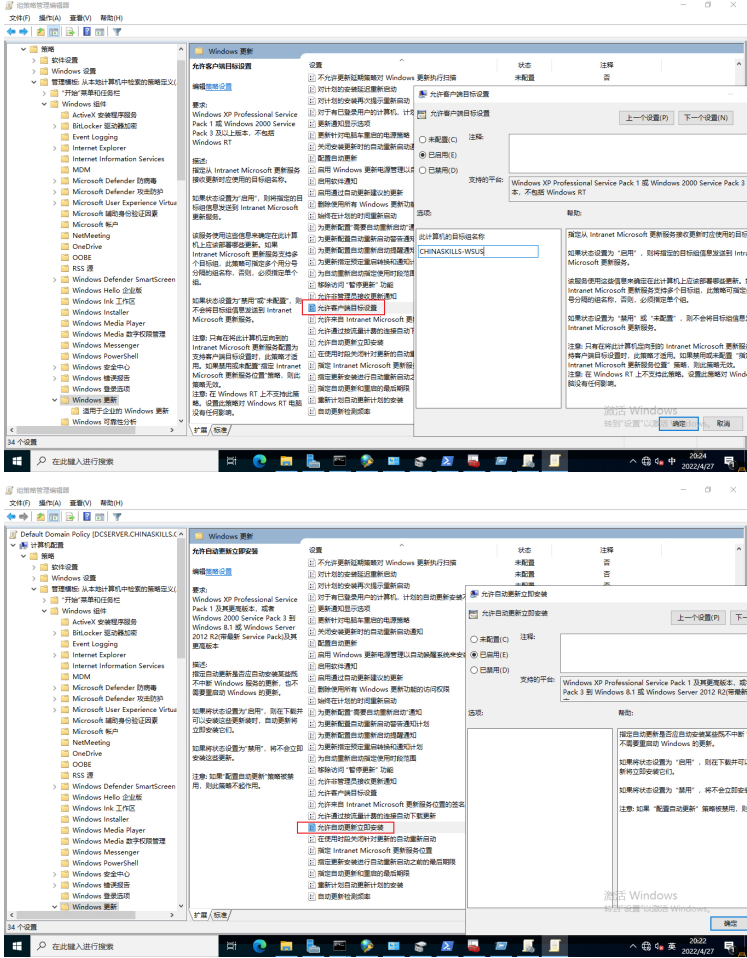 组策略管理编辑器
文件(F) 操作(A) 查看(V) 帮助(H)
策略
软件设置
Windows 设置
管理模板: 从本地计算机中检索的策略定义(
"开始"菜单和任务栏
Windows 组件
ActiveX 安装程序服务
BitLocker 驱动器加密
Event Logging
Internet Explorer
Internet Information Services
MDM
Microsoft Defender 防病毒
Microsoft Defender 攻击防护
Microsoft User Experience Virtua
Microsoft 辅助身份验证因素
Microsoft 帐户
NetMeeting
OneDrive
OOBE
RSS 源
Windows Defender SmartScreen
Windows Hello 企业版
Windows Ink 工作区
Windows Installer
Windows Media Player
Windows Media 数字权限管理
Windows Messenger
Windows PowerShell
Windows 安全中心
Windows 错误报告
Windows 登录选项
Windows 更新
适用于企业的 Windows 更新
Windows 可靠性分析
34 个设置
Windows 更新
允许客户端目标设置
编辑策略设置
要求:
Windows XP Professional Service
Pack 1 或 Windows 2000 Service
Pack 3 及以上版本，不包括
Windows RT
描述:
指定从 Intranet Microsoft 更新服务
接收更新时应使用的目标组名称。
如果将状态设置为"启用"，则将指定的目
标组信息发送到 Intranet Microsoft
更新服务。
该服务使用这些信息来确定在此计算
机上应该部署哪些更新。如果
Intranet Microsoft 更新服务支持多
个目标组，此策略可指定多个用分号
分隔的组名称，否则，必须指定单个
组。
如果将状态设置为"禁用"或"未配置"，则
不会将目标组信息发送到 Intranet
Microsoft 更新服务。
注意: 只有在将此计算机定向到的
Intranet Microsoft 更新服务配置为
支持客户端目标设置时，此策略才适
用。如果禁用或未配置"指定 Intranet
Microsoft 更新服务位置"策略，则此
策略无效。
注意: 在 Windows RT 上不支持此策
略。设置此策略对 Windows RT 电脑
没有任何影响。
设置 状态 注释
不允许更新延期策略对 Windows 更新执行扫描 未配置 否
对计划的安装延迟重新启动
对计划的安装再次提示重新启动
对于有已登录用户的计算机，计划
更新通知显示选项
更新针对电脑车重启的电源策略
关闭安装更新时的自动重新启动通
配置自动更新
启用 Windows 更新电源管理以自
启用软件通知
启用通过自动更新建议的更新
删除使用所有 Windows 更新功能
始终在计划的时间重新启动
为更新配置"需要自动重新启动"通
为更新配置自动重新启动警告通知
为更新配置自动重新启动提醒通知
为更新指定预定重启转换和通知计
为自动重新启动指定使用时段范围
移除访问 "暂停更新" 功能
允许非管理员接收更新通知
允许客户端目标设置
允许来自 Intranet Microsoft 更
允许通过按流量计费的连接自动下
允许自动更新立即安装
在使用时段关闭针对更新的自动重
指定 Intranet Microsoft 更新服
指定更新安装进行自动重新启动之
指定自动更新和重启的最后期限
重新计划自动更新计划的安装
自动更新检测频率
扩展 标准
允许客户端目标设置
允许客户端目标设置
上一个设置(P) 下一个设置(N)
未配置(C) 注释:
已启用(E)
已禁用(D)
支持的平台:
Windows XP Professional Service Pack 1 或 Windows 2000 Service Pack 3
本，不包括 Windows RT
选项: 帮助:
此计算机的目标组名称
CHINASKILLS-WSUS
指定从 Intranet Microsoft 更新服务接收更新时应使用的目标
如果将状态设置为 "启用" ，则将指定的目标组信息发送到 Intra
Microsoft 更新服务。
该服务使用这些信息来确定在此计算机上应该部署哪些更新。
Intranet Microsoft 更新服务支持多个目标组，此策略可指定
号分隔的组名称，否则，必须指定单个组。
如果将状态设置为 "禁用" 或 "未配置" ，则不会将目标组信息
Intranet Microsoft 更新服务。
注意: 只有在将此计算机定向到的 Intranet Microsoft 更新服
持客户端目标设置时，此策略才适用。如果禁用或未配置 "指
Intranet Microsoft 更新服务位置" 策略，则此策略无效。
注意: 在 Windows RT 上不支持此策略。设置此策略对 Wind
脑没有任何影响。
激活 Windows
转到"设置"以激活
确定 取消
在此键入进行搜索
中
20:24
2022/4/27
组策略管理编辑器
文件(F) 操作(A) 查看(V) 帮助(H)
Default Domain Policy [DCSERVER.CHINASKILLS.C
计算机配置
策略
软件设置
Windows 设置
管理模板: 从本地计算机中检索的策略定义(
"开始"菜单和任务栏
Windows 组件
ActiveX 安装程序服务
BitLocker 驱动器加密
Event Logging
Internet Explorer
Internet Information Services
MDM
Microsoft Defender 防病毒
Microsoft Defender 攻击防护
Microsoft User Experience Virtua
Microsoft 辅助身份验证因素
Microsoft 帐户
NetMeeting
OneDrive
OOBE
RSS 源
Windows Defender SmartScreen
Windows Hello 企业版
Windows Ink 工作区
Windows Installer
Windows Media Player
Windows Media 数字权限管理
Windows Messenger
Windows PowerShell
Windows 安全中心
Windows 错误报告
Windows 登录选项
Windows 更新
34 个设置
Windows 更新
允许自动更新立即安装
编辑策略设置
要求:
Windows XP Professional Service
Pack 1 及其更高版本，或者
Windows 2000 Service Pack 3 到
Windows 8.1 或 Windows Server
2012 R2(带最新 Service Pack)及其
更高版本
描述:
指定自动更新是否应自动安装某些既
不中断 Windows 服务的更新，也不
需要重启动 Windows 的更新。
如果将状态设置为"启用"，则在下载并
可以安装这些更新装时，自动更新将
立即安装它们。
如果将状态设置为"禁用"，将不会立即
安装这些更新。
注意: 如果"配置自动更新"策略被禁
用，则此策略不起作用。
设置 状态 注释
不允许更新延期策略对 Windows 更新执行扫描 未配置 否
对计划的安装延迟重新启动 未配置 否
对计划的安装再次提示重新启动 未配置 否
对于有已登录用户的计算机，计划的自动更新安装
更新通知显示选项
更新针对电脑车重启的电源策略
关闭安装更新时的自动重新启动通知
配置自动更新
启用 Windows 更新电源管理以自动唤醒系统来安
启用软件通知
启用通过自动更新建议的更新
删除使用所有 Windows 更新功能的访问权限
始终在计划的时间重新启动
为更新配置"需要自动重新启动"通知
为更新配置自动重新启动警告通知计划
为更新配置自动重新启动提醒通知
为更新指定预定重启转换和通知计划
为自动重新启动指定使用时段范围
移除访问 "暂停更新" 功能
允许非管理员接收更新通知
允许客户端目标设置
允许来自 Intranet Microsoft 更新服务位置的签名
允许通过按流量计费的连接自动下载更新
允许自动更新立即安装
在使用时段关闭针对更新的自动重新启动
指定 Intranet Microsoft 更新服务位置
指定更新安装进行自动重新启动之前的最后期限
指定自动更新和重启的最后期限
重新计划自动更新计划的安装
自动更新检测频率
扩展 标准
允许自动更新立即安装
允许自动更新立即安装
上一个设置(P) 下一
未配置(C) 注释:
已启用(E)
已禁用(D)
支持的平台:
Windows XP Professional Service Pack 1 及其更高版本，或
Pack 3 到 Windows 8.1 或 Windows Server 2012 R2(带最新
选项: 帮助:
指定自动更新是否应自动安装某些既不中断
不需要重启动 Windows 的更新。
如果将状态设置为 "启用" ，则在下载并可以
新将立即安装它们。
如果将状态设置为 "禁用" ，将不会立即安
注意: 如果 "配置自动更新" 策略被禁用，则
激活 Windows
转到"设置"以激活 Windows。
确定
在此键入进行搜索
英
20:22
2022/4/27